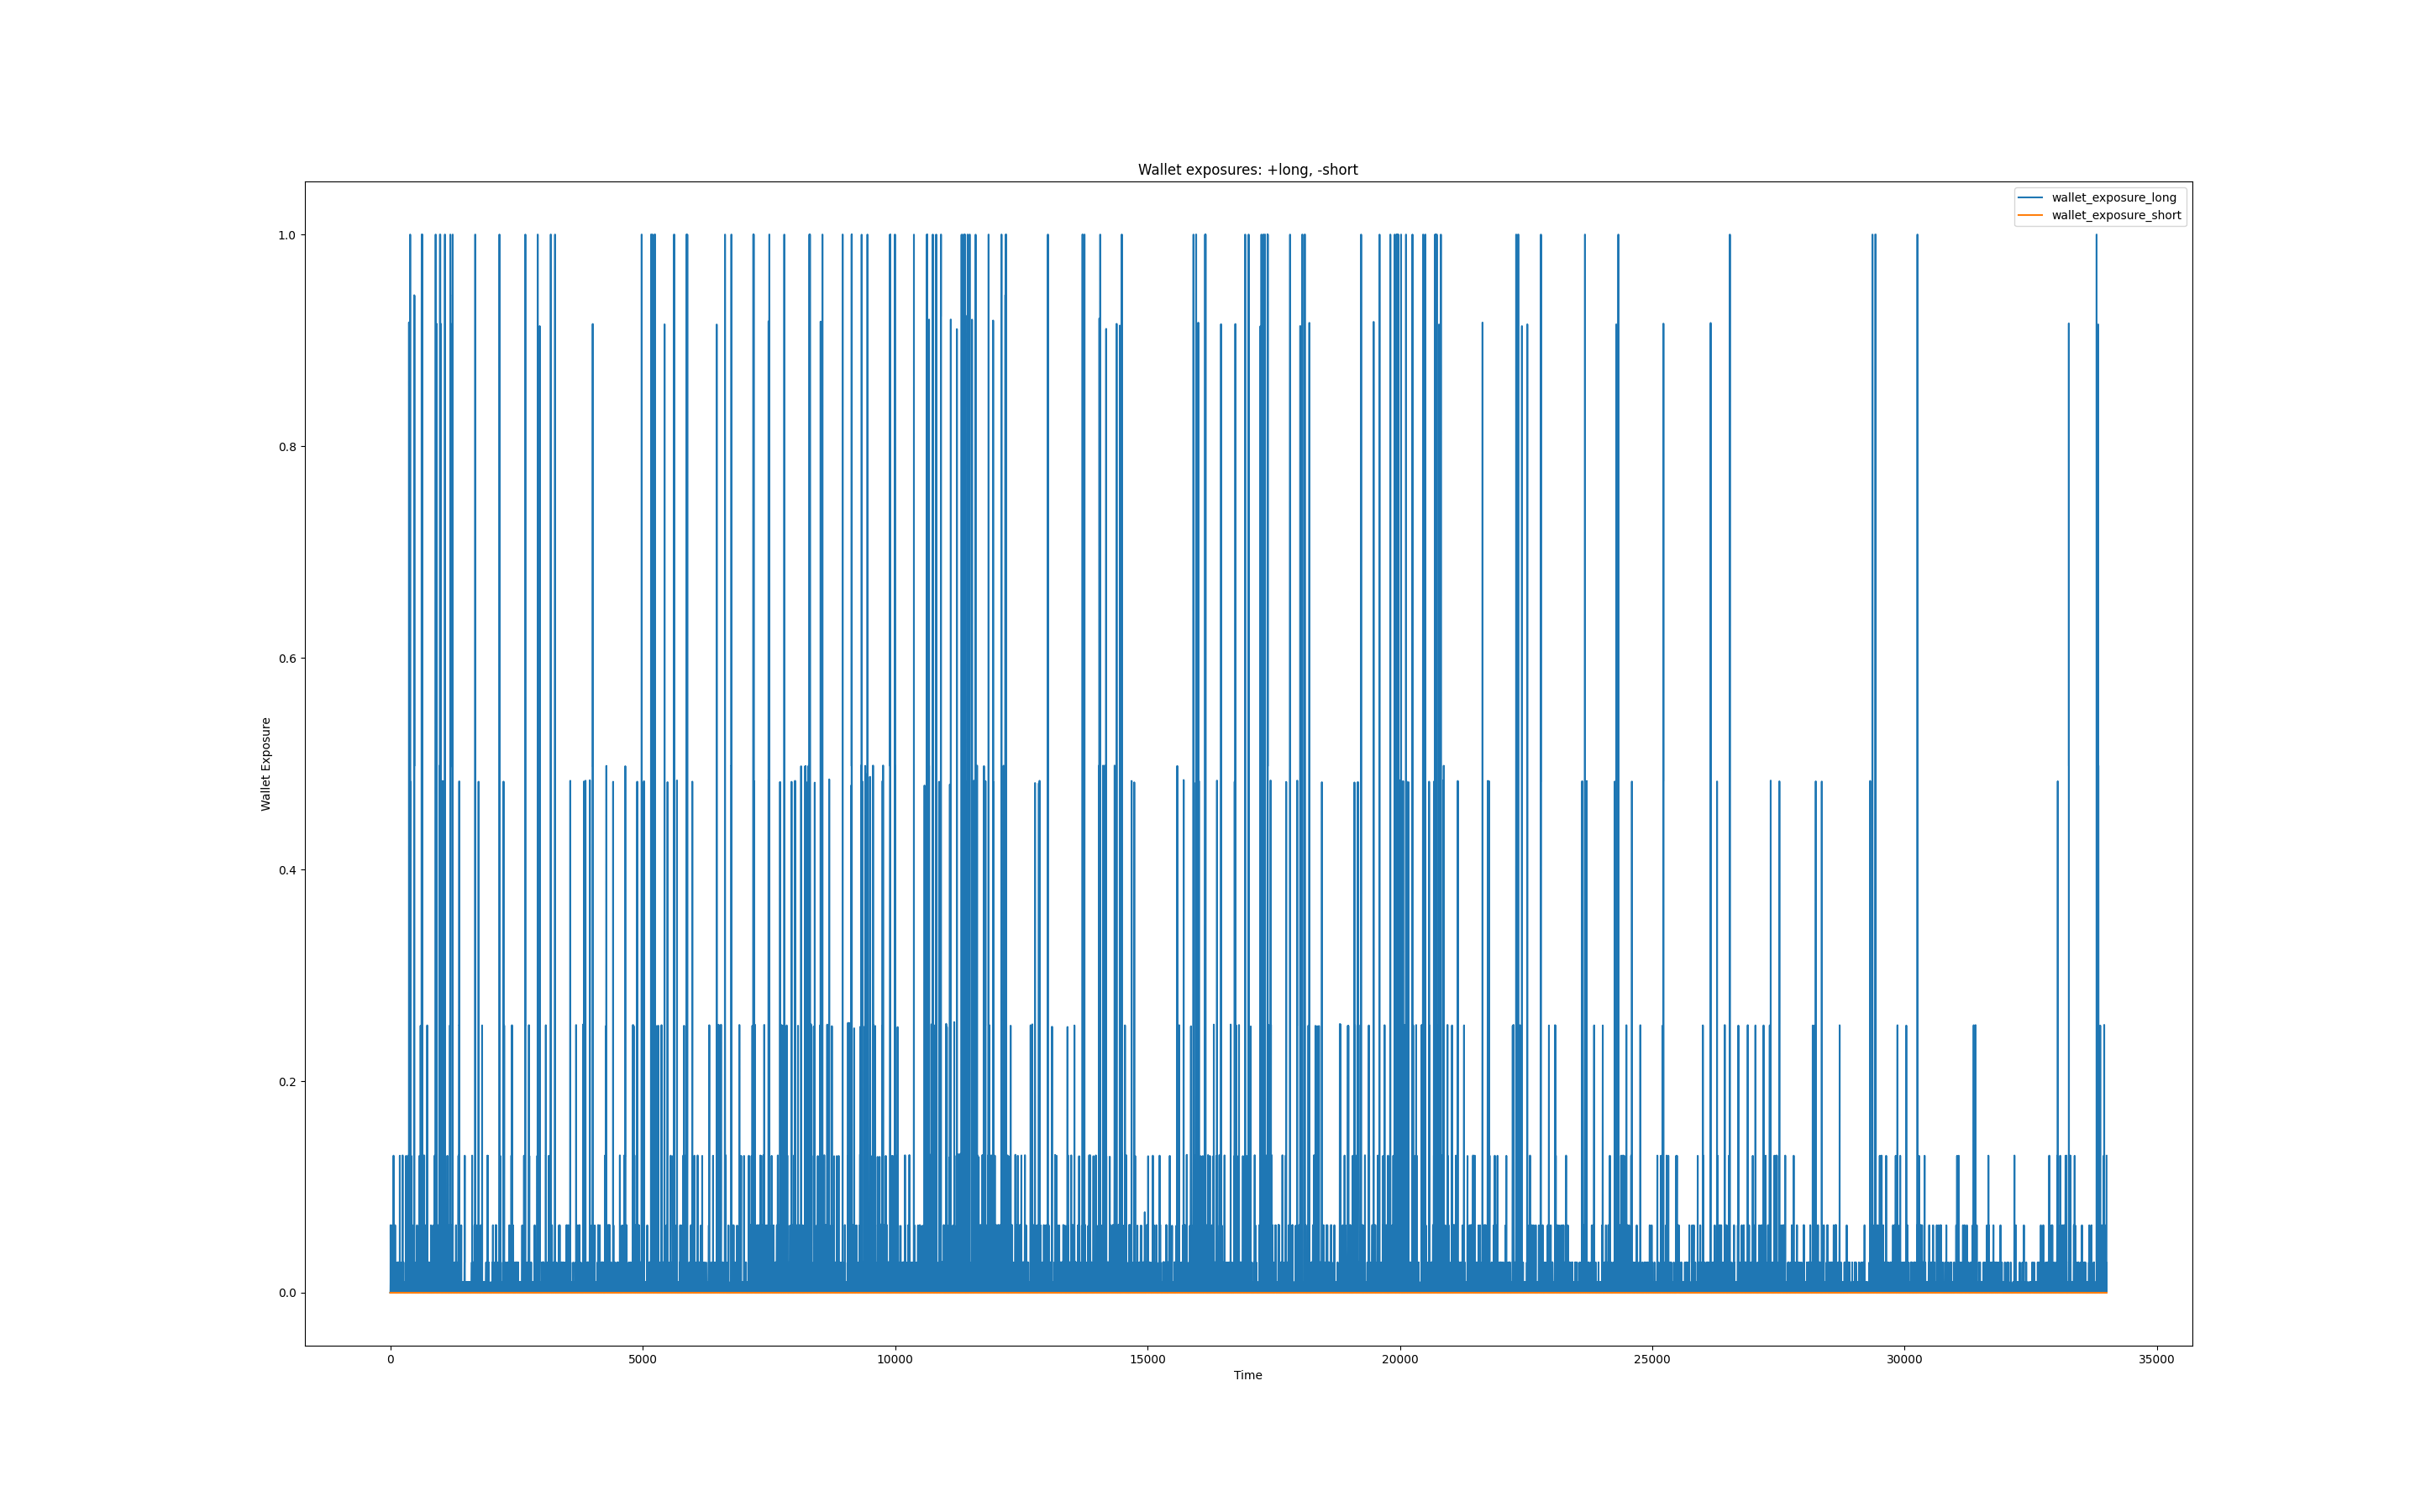 Wallet exposures: +long, -short
wallet_exposure_long
wallet_exposure_short
1.0
0.8
0.6
0.4
0.2
0.0
Wallet Exposure
0 5000 10000 15000 20000 25000 30000 35000
Time